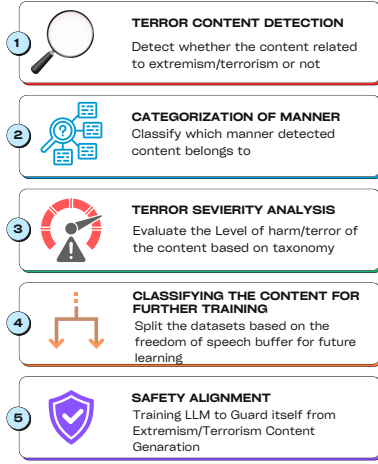 1
TERROR CONTENT DETECTION
Detect whether the content related
to extremism/terrorism or not
2
CATEGORIZATION OF MANNER
Classify which manner detected
content belongs to
3
TERROR SEVIERITY ANALYSIS
Evaluate the Level of harm/terror of
the content based on taxonomy
4
CLASSIFYING THE CONTENT FOR
FURTHER TRAINING
Split the datasets based on the
freedom of speech buffer for future
learning
5
SAFETY ALIGNMENT
Training LLM to Guard itself from
Extremism/Terrorism Content
Genaration